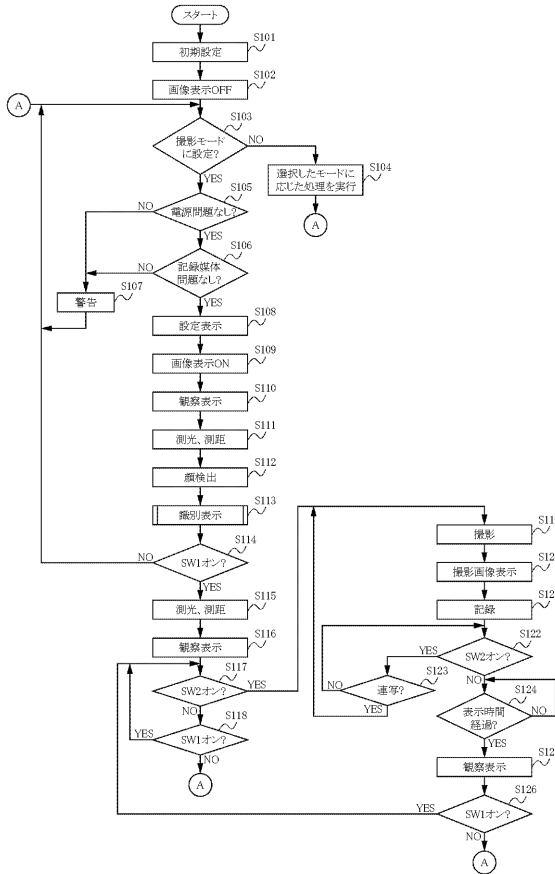 スタート
S101
初期設定
S102
画像表示OFF
A
S103
撮影モード
に設定?
NO
YES
S104
選択したモードに
応じた処理を実行
A
S105
電源問題なし?
NO
YES
S106
記録媒体
問題なし?
NO
YES
S107
警告
S108
設定表示
S109
画像表示ON
S110
観察表示
S111
測光、測距
S112
顔検出
S113
識別表示
S114
SW1オン?
NO
YES
S115
測光、測距
S116
観察表示
S117
SW2オン?
YES
NO
S118
SW1オン?
YES
NO
A
S11
撮影
S12
撮影画像表示
S12
記録
S122
SW2オン?
YES
NO
S123
連写?
NO
YES
S124
表示時間
経過?
NO
YES
S12
観察表示
S126
SW1オン?
YES
NO
A